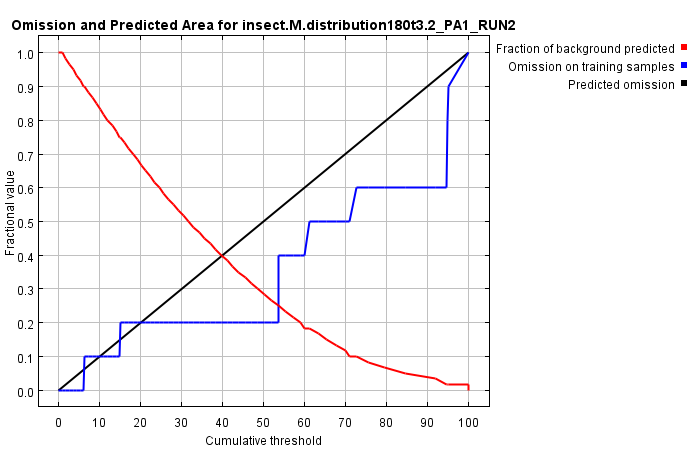 Omission and Predicted Area for insect.M.distribution180t3.2_PA1_RUN2
Fraction of background predicted
Omission on training samples
Predicted omission
Fractional value
1.0
0.9
0.8
0.7
0.6
0.5
0.4
0.3
0.2
0.1
0.0
0 10 20 30 40 50 60 70 80 90 100
Cumulative threshold